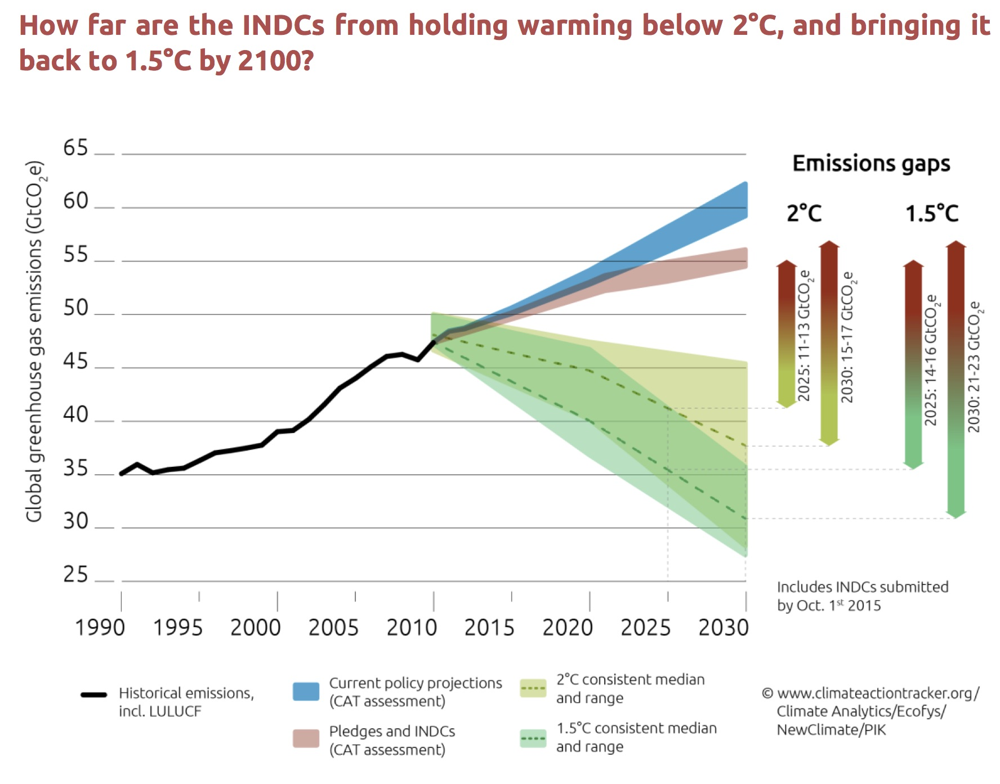 How far are the INDCs from holding warming below 2°C, and bringing it
back to 1.5°C by 2100?
Global greenhouse gas emissions (GtCO₂e)
65
60
55
50
45
40
35
30
25
1990
1995
2000
2005
2010
2015
2020
2025
2030
Emissions gaps
2°C
1.5°C
2025: 11-13 GtCO₂e
2030: 15-17 GtCO₂e
2025: 14-16 GtCO₂e
2030: 21-23 GtCO₂e
Includes INDCs submitted
by Oct. 1ˢᵗ 2015
Historical emissions,
incl. LULUCF
Current policy projections
(CAT assessment)
Pledges and INDCs
(CAT assessment)
2°C consistent median
and range
1.5°C consistent median
and range
© www.climateactiontracker.org/
Climate Analytics/Ecofys/
NewClimate/PIK